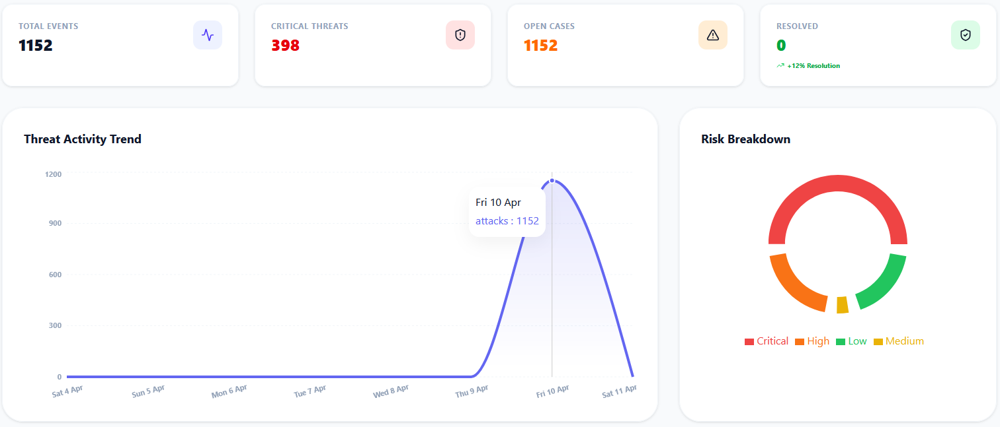 TOTAL EVENTS
1152
CRITICAL THREATS
398
OPEN CASES
1152
RESOLVED
0
+12% Resolution
Threat Activity Trend
1200
900
600
300
0
Fri 10 Apr
attacks : 1152
Sat 4 Apr
Sun 5 Apr
Mon 6 Apr
Tue 7 Apr
Wed 8 Apr
Thu 9 Apr
Fri 10 Apr
Sat 11 Apr
Risk Breakdown
Critical High Low Medium